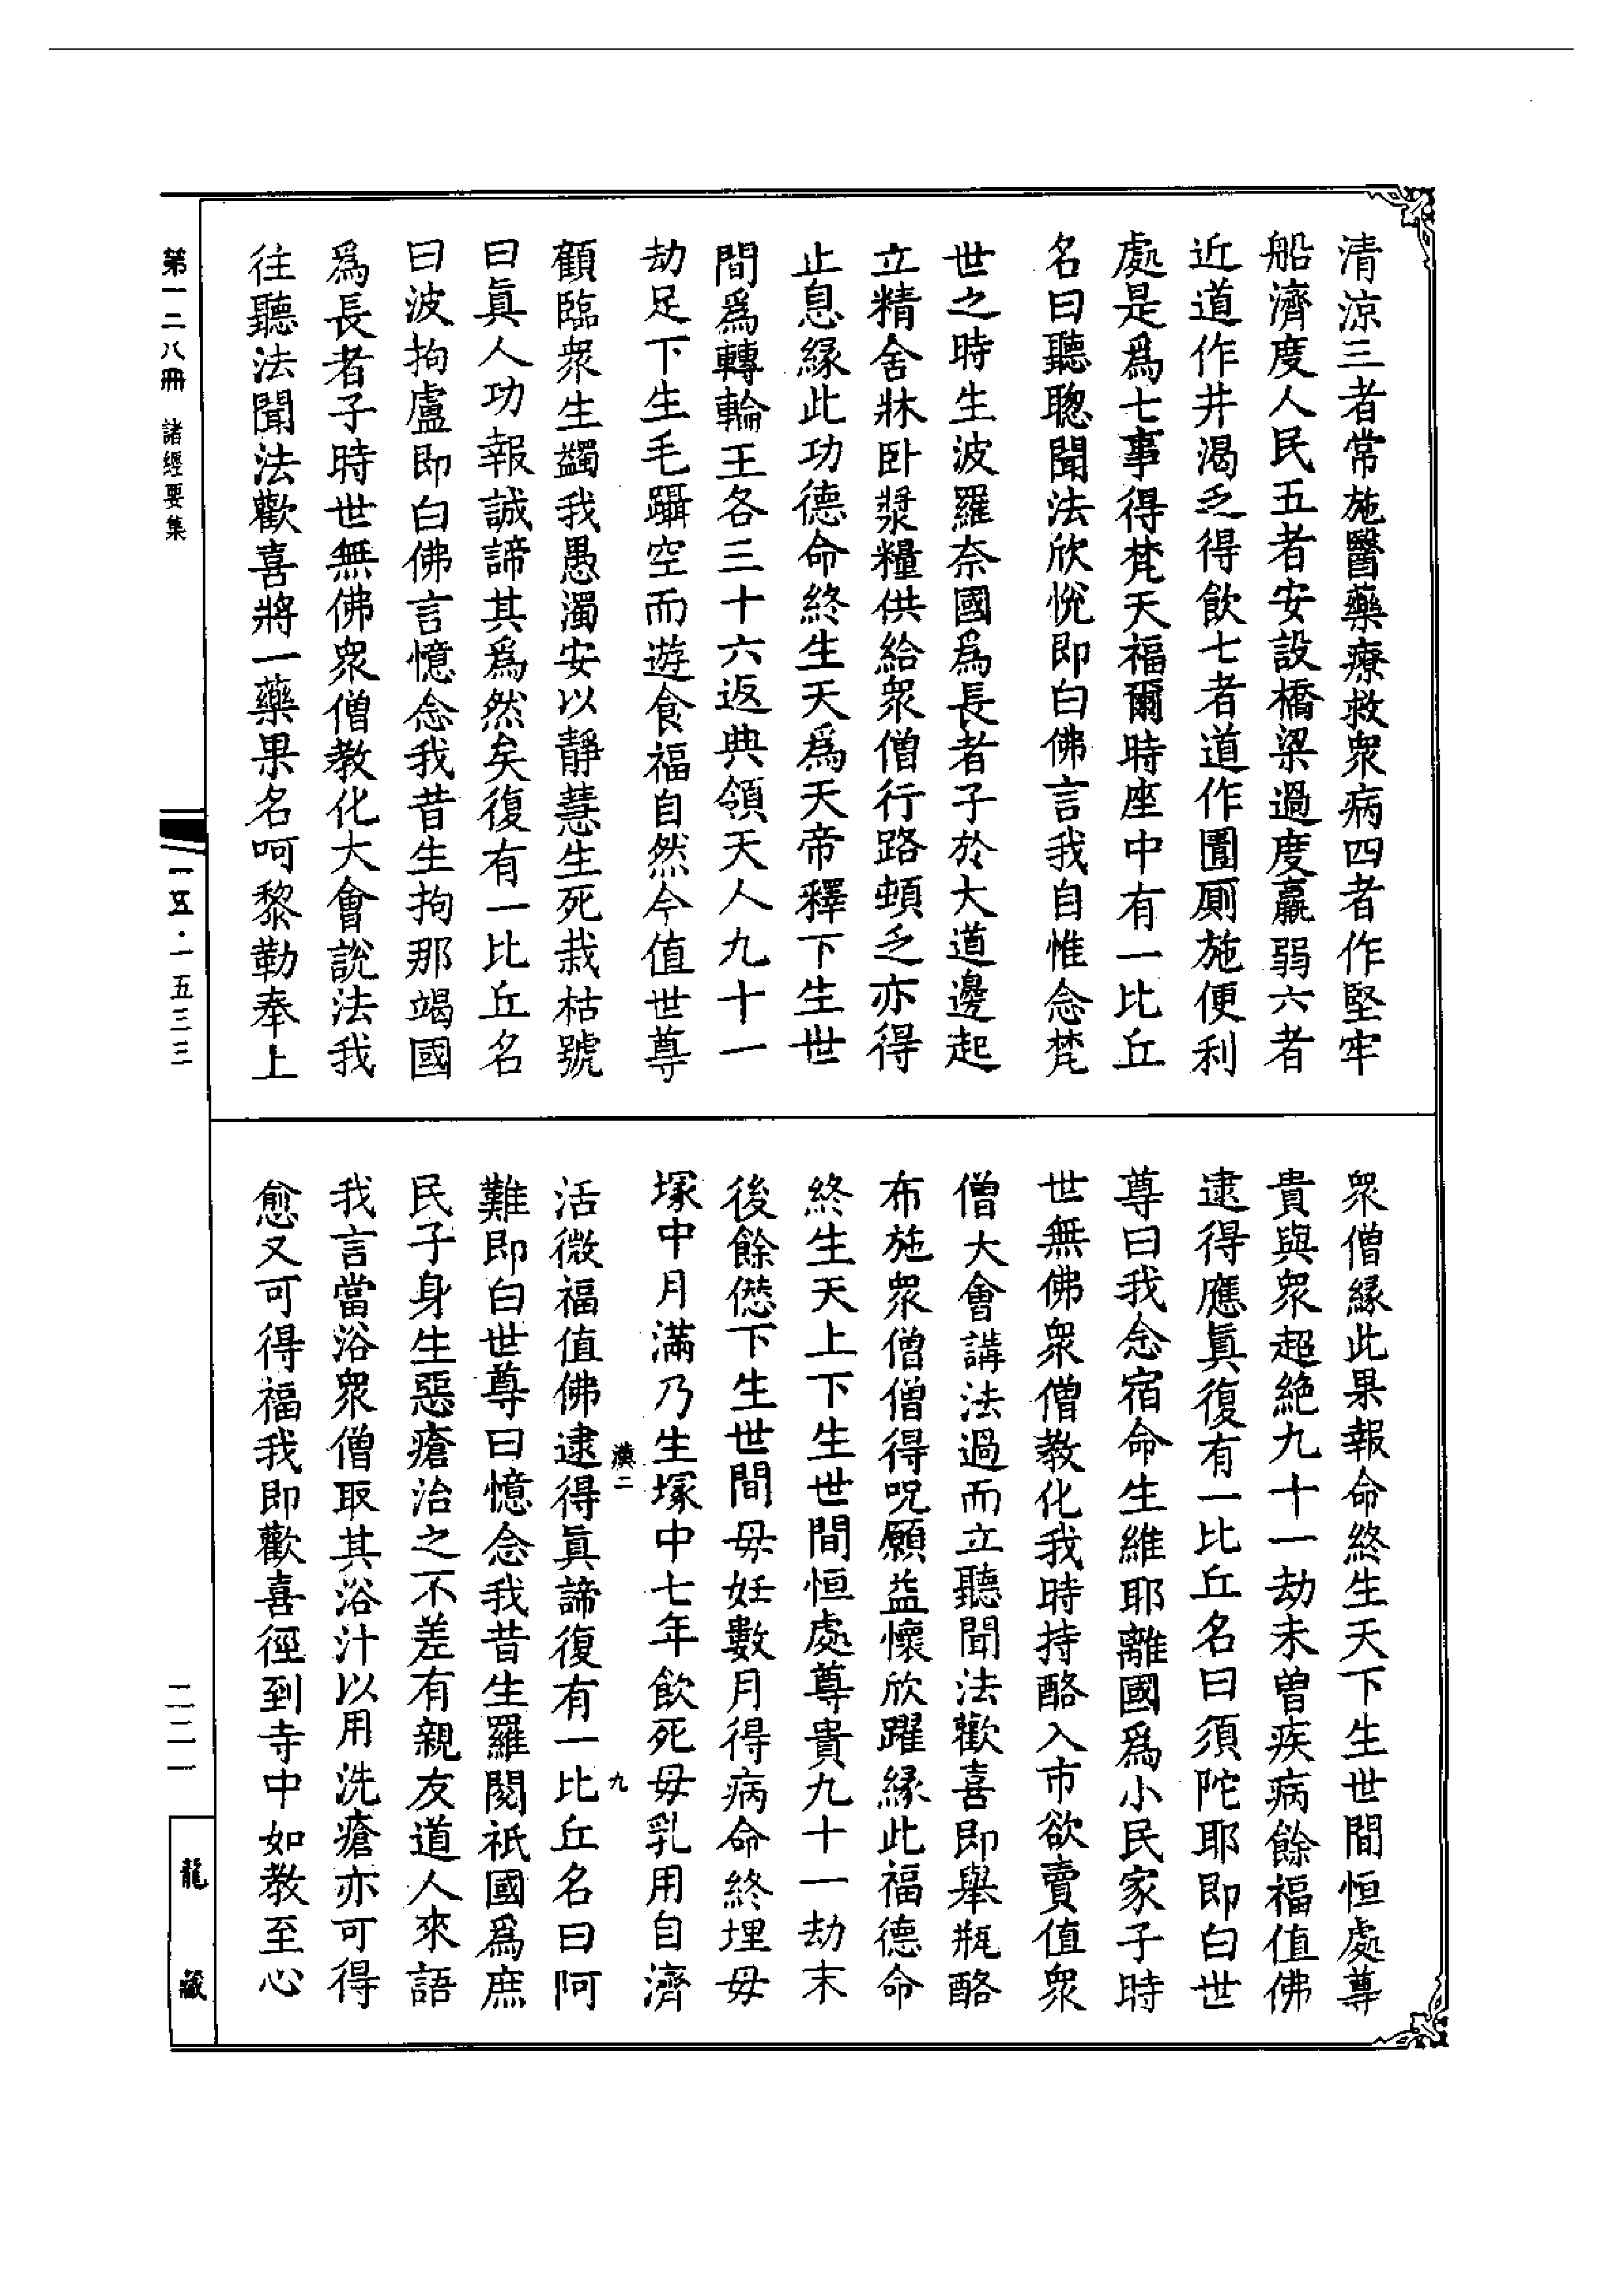 清涼三者常施醫藥療救衆病四者作堅牢
船濟度人民五者安設橋梁過度羸弱六者
近道作井渴乏得飲七者道作圊厠施便利
處是爲七事得梵天福爾時座中有一比丘
名曰聽聦聞法欣悅即白佛言我自惟念梵
世之時生波羅奈國爲長者子於大道邊起
立精舍牀卧漿糧供給衆僧行路頓乏亦得
止息緣此功德命終生天爲天帝釋下生世
間爲轉輪王各三十六返典領天人九十一
劫足下生毛躡空而遊食福自然今值世尊
顧臨衆生蠲我愚濁安以靜慧生死栽枯號
曰眞人功報誠諦其爲然矣復有一比丘名
曰波拘盧即白佛言憶念我昔生拘那竭國
爲長者子時世無佛衆僧教化大會說法我
往聽法聞法歡喜將一藥果名呵黎勒奉上
衆僧緣此果報命終生天下生世間恒處尊
貴與衆超絕九十一劫未曾疾病餘福值佛
逮得應眞復有一比丘名曰須陀耶即白世
尊曰我念宿命生維耶離國爲小民家子時
世無佛衆僧教化我時持酪入市欲賣值衆
僧大會講法過而立聽聞法歡喜即舉瓶酪
布施衆僧僧得呪願益懷欣躍緣此福德命
終生天上下生世間恒處尊貴九十一劫末
後餘僽下生世間母妊數月得病命終埋母
塚中月滿乃生塚中七年飲死母乳用自濟
漢二 九
活微福值佛逮得眞諦復有一比丘名曰阿
難即白世尊曰憶念我昔生羅閱祇國爲庶
民子身生惡瘡治之不差有親友道人來語
我言當浴衆僧取其浴汁以用洗瘡亦可得
愈又可得福我即歡喜徑到寺中如教至心
第一二八冊 諸經要集
一五·一五三三
二二一
龍藏